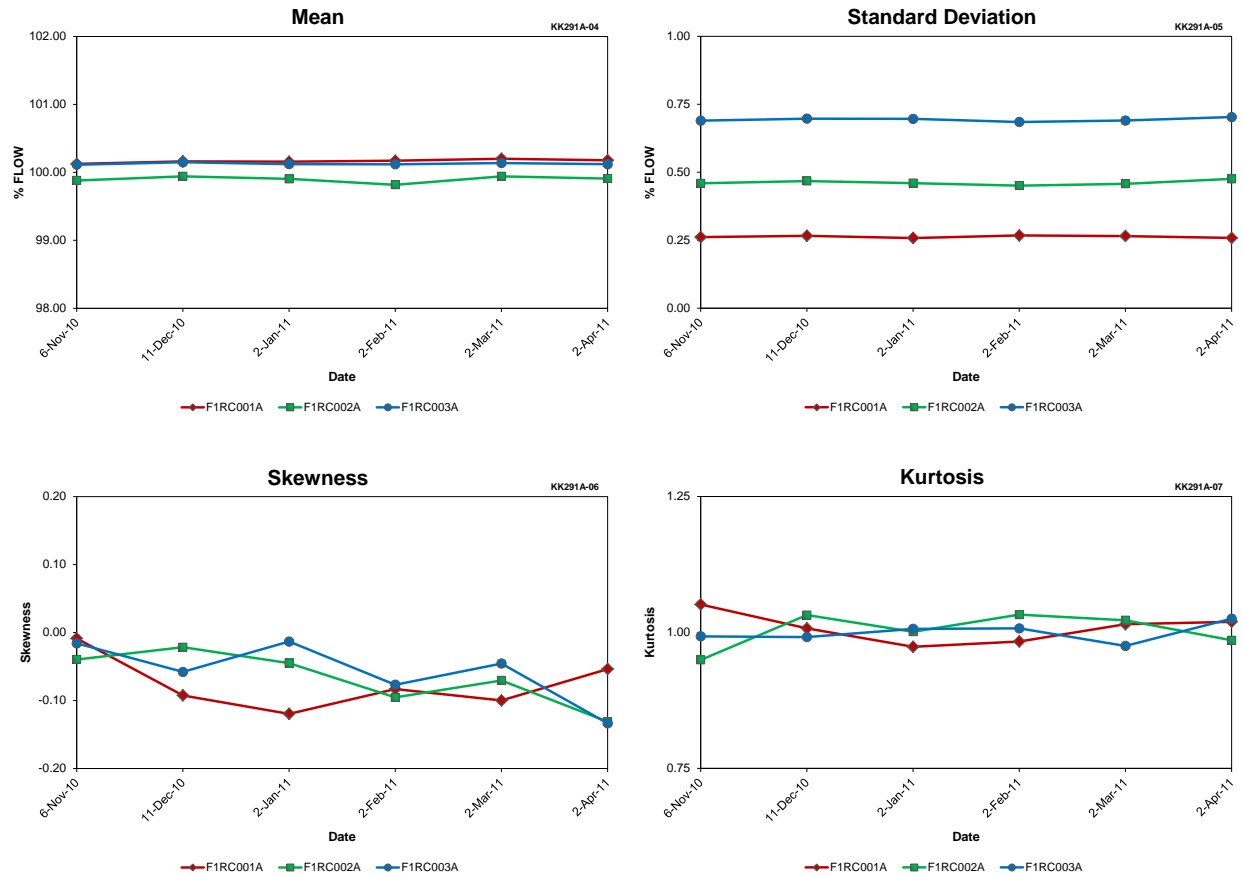 Mean
KK291A-04
102.00
101.00
100.00
99.00
98.00
% FLOW
6-Nov-10
11-Dec-10
2-Jan-11
2-Feb-11
2-Mar-11
2-Apr-11
Date
F1RC001A F1RC002A F1RC003A
Standard Deviation
KK291A-05
1.00
0.75
0.50
0.25
0.00
% FLOW
6-Nov-10
11-Dec-10
2-Jan-11
2-Feb-11
2-Mar-11
2-Apr-11
Date
F1RC001A F1RC002A F1RC003A
Skewness
KK291A-06
0.20
0.10
0.00
-0.10
-0.20
Skewness
6-Nov-10
11-Dec-10
2-Jan-11
2-Feb-11
2-Mar-11
2-Apr-11
Date
F1RC001A F1RC002A F1RC003A
Kurtosis
KK291A-07
1.25
1.00
0.75
Kurtosis
6-Nov-10
11-Dec-10
2-Jan-11
2-Feb-11
2-Mar-11
2-Apr-11
Date
F1RC001A F1RC002A F1RC003A